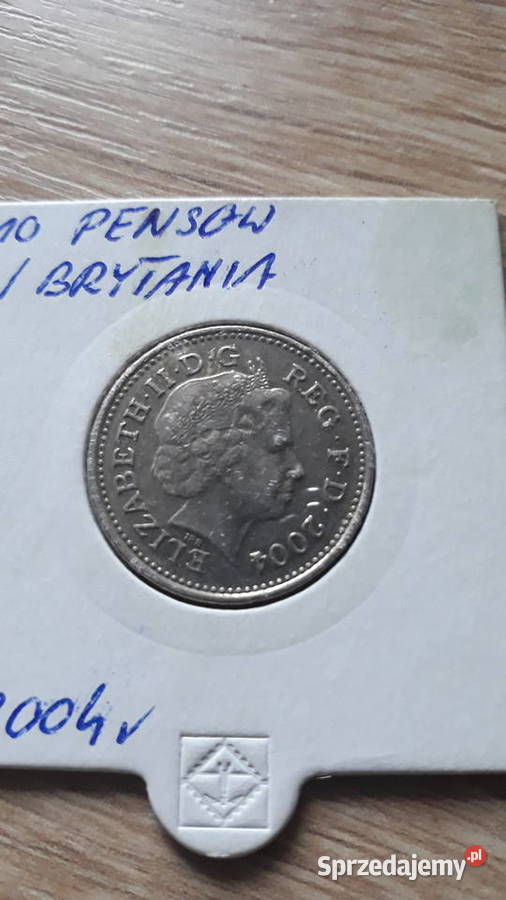 10 PENSOW
/ BRYTANIA
ELIZABETH·II·D·G REG·F·D·2004
IRB
2004 r
Sprzedajemy.pl